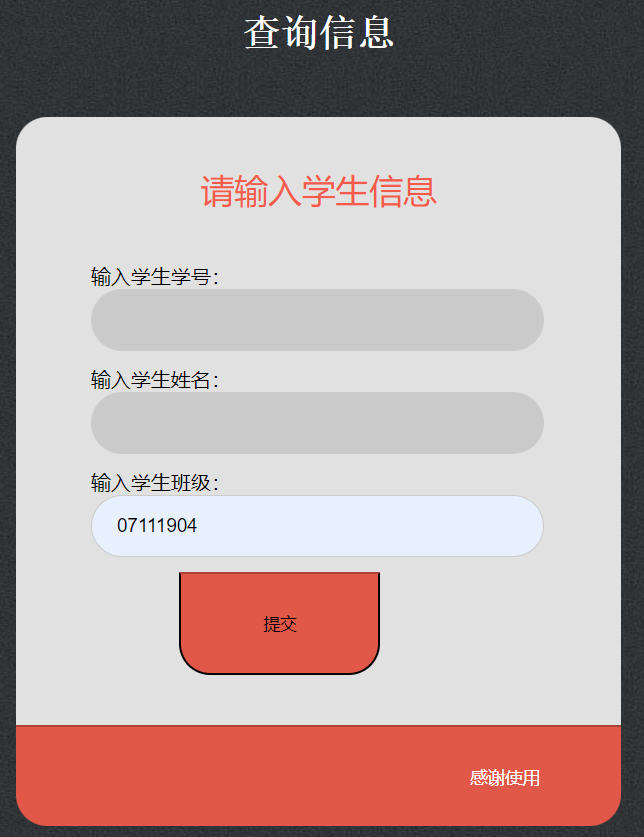 查询信息
请输入学生信息
输入学生学号：
输入学生姓名：
输入学生班级：
07111904
提交
感谢使用